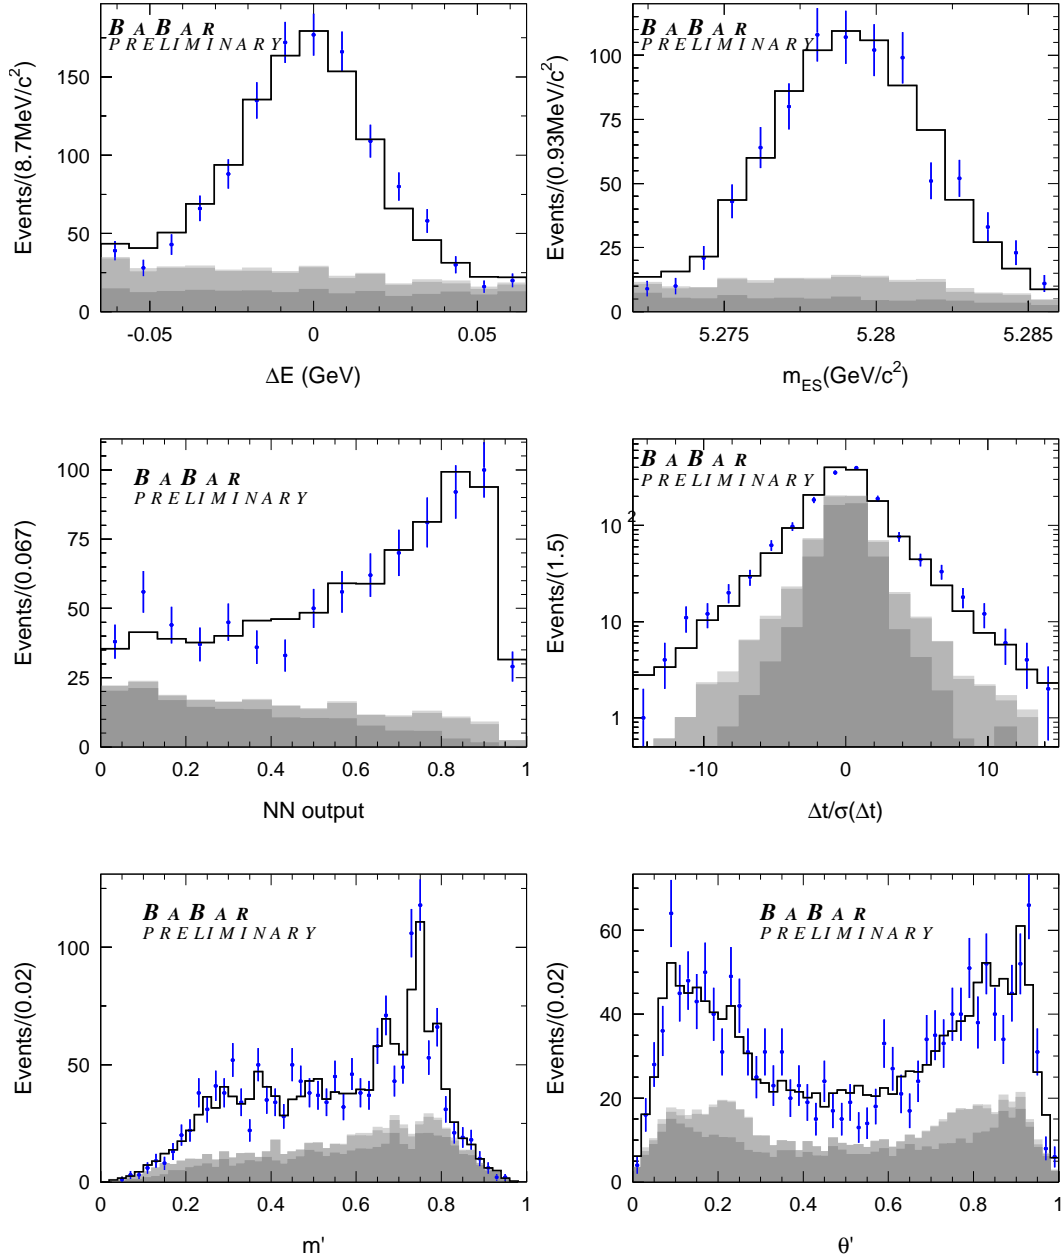 BABAR
PRELIMINARY
Events/(8.7MeV/c²)
0
50
100
150
-0.05
0
0.05
ΔE (GeV)
BABAR
PRELIMINARY
Events/(0.93MeV/c²)
0
25
50
75
100
5.275
5.28
5.285
m_ES(GeV/c²)
BABAR
PRELIMINARY
Events/(0.067)
0
25
50
75
100
0
0.2
0.4
0.6
0.8
1
NN output
BABAR
PRELIMINARY
Events/(1.5)
1
10
10²
-10
0
10
Δt/σ(Δt)
BABAR
PRELIMINARY
Events/(0.02)
0
50
100
0
0.2
0.4
0.6
0.8
1
m'
BABAR
PRELIMINARY
Events/(0.02)
0
20
40
60
0
0.2
0.4
0.6
0.8
1
θ'